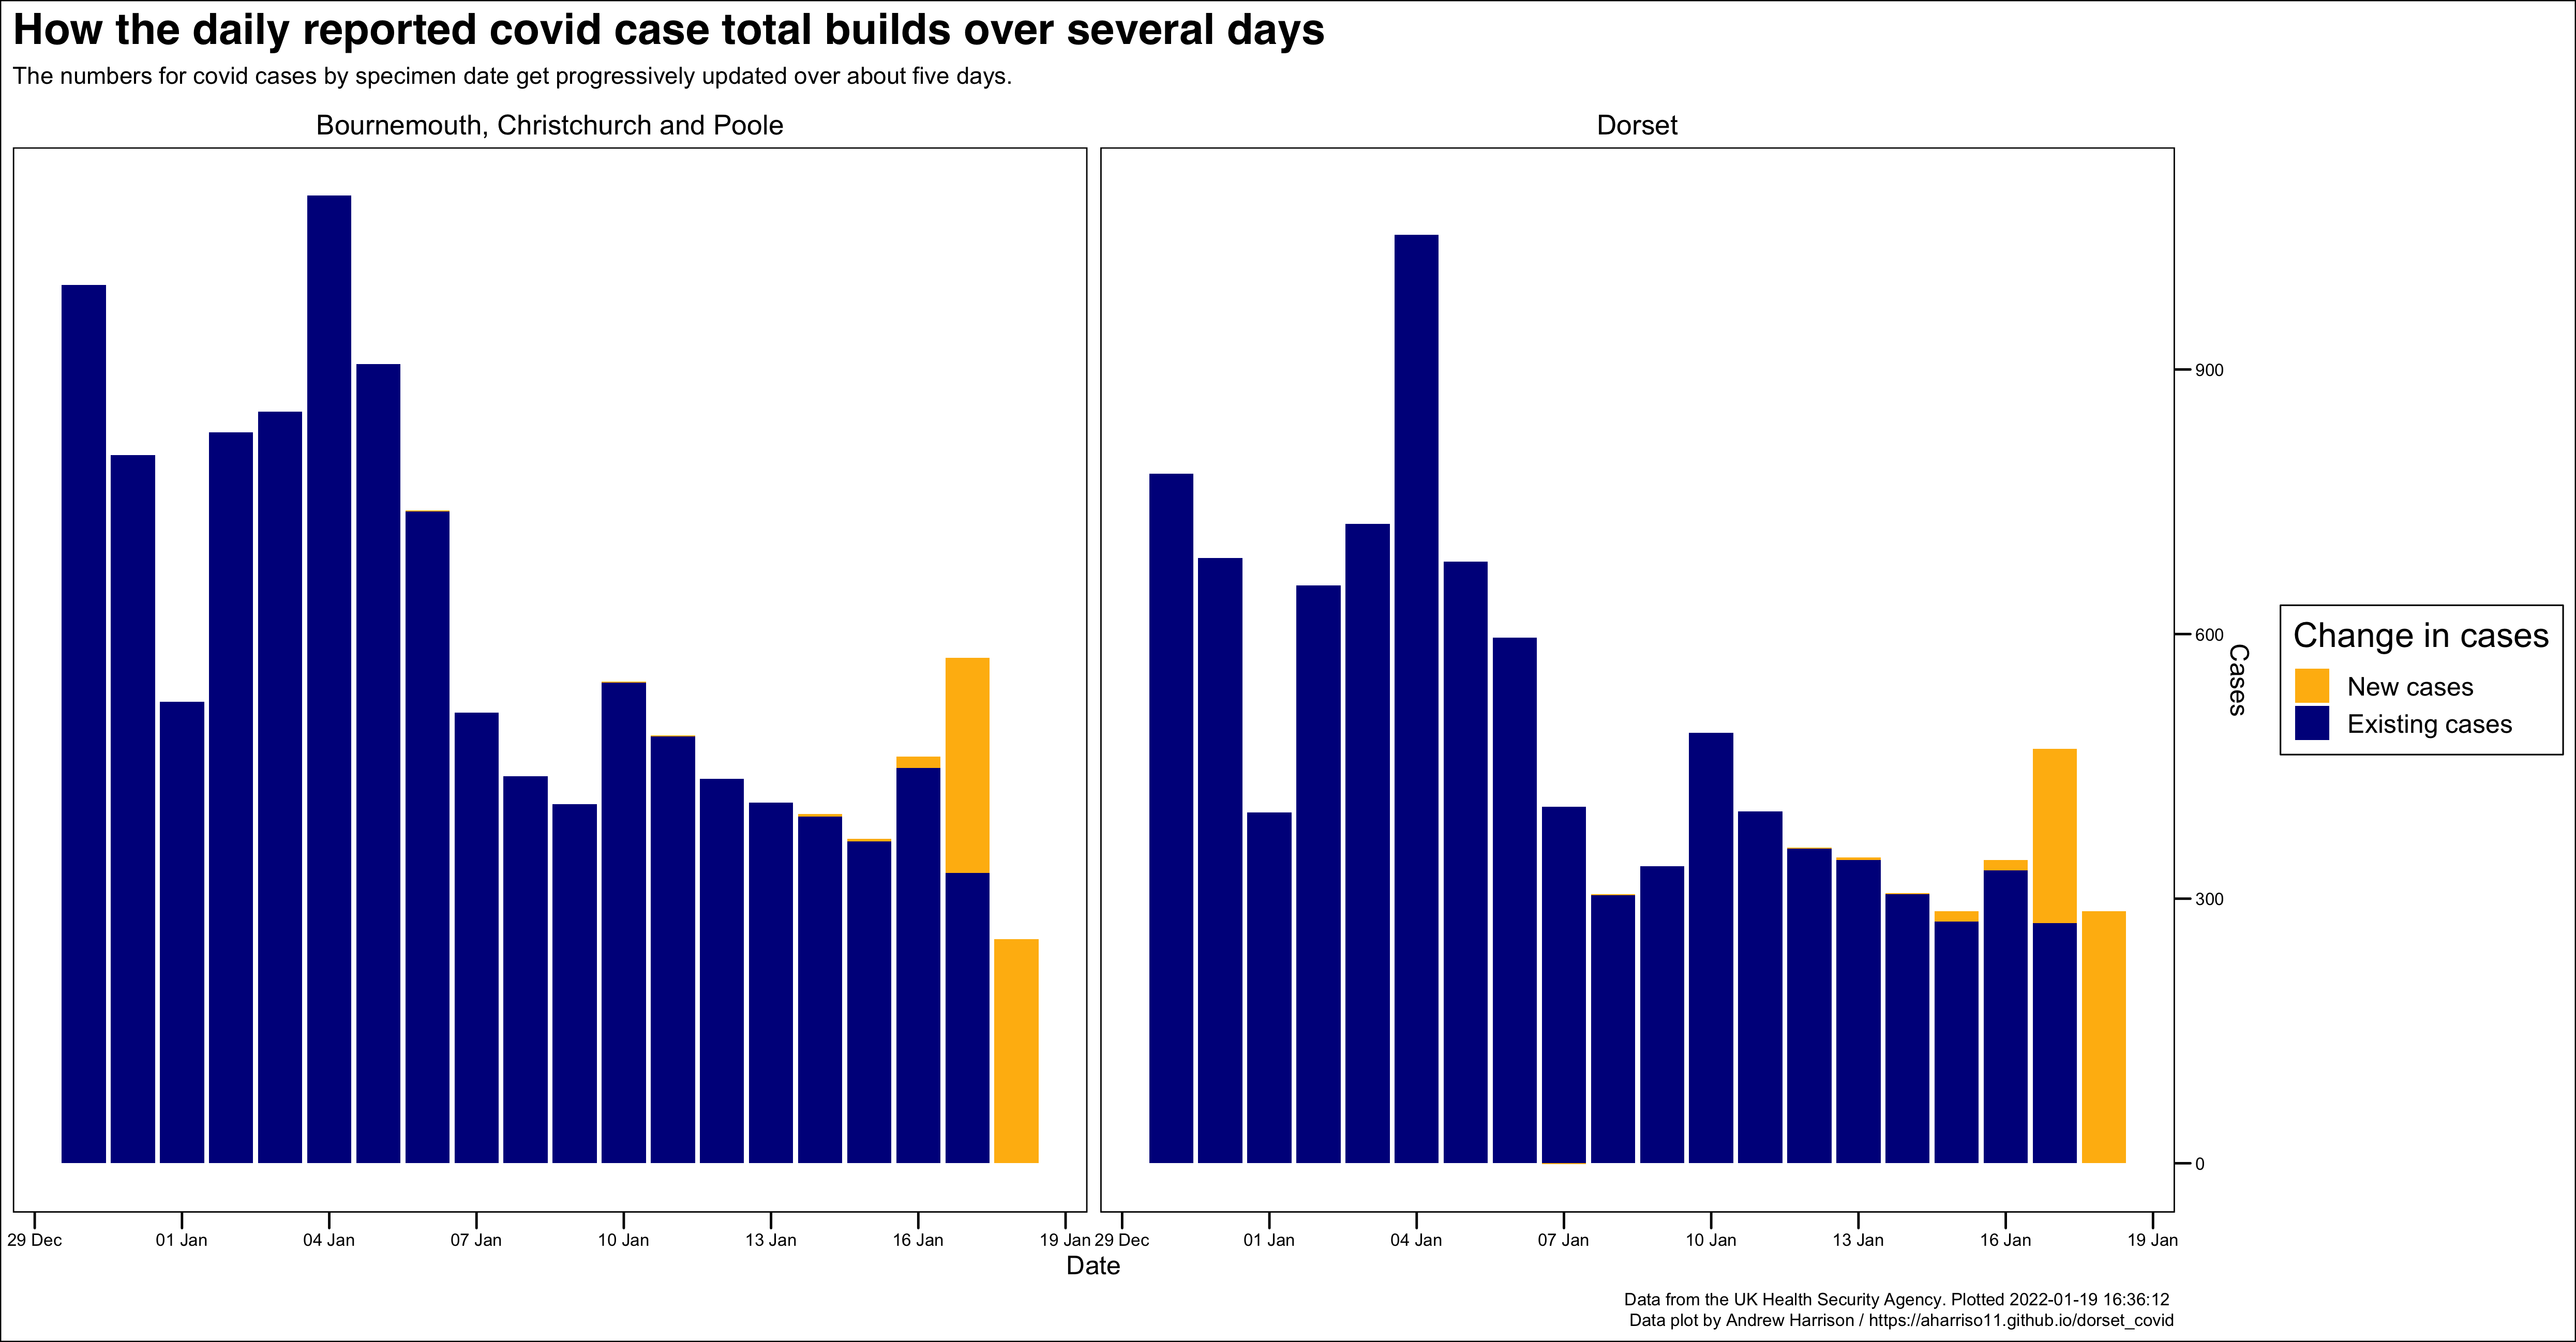 How the daily reported covid case total builds over several days
The numbers for covid cases by specimen date get progressively updated over about five days.
Bournemouth, Christchurch and Poole
Dorset
900
600
300
0
Cases
Change in cases
New cases
Existing cases
29 Dec 01 Jan 04 Jan 07 Jan 10 Jan 13 Jan 16 Jan 19 Jan 29 Dec 01 Jan 04 Jan 07 Jan 10 Jan 13 Jan 16 Jan 19 Jan
Date
Data from the UK Health Security Agency. Plotted 2022-01-19 16:36:12
Data plot by Andrew Harrison / https://aharriso11.github.io/dorset_covid